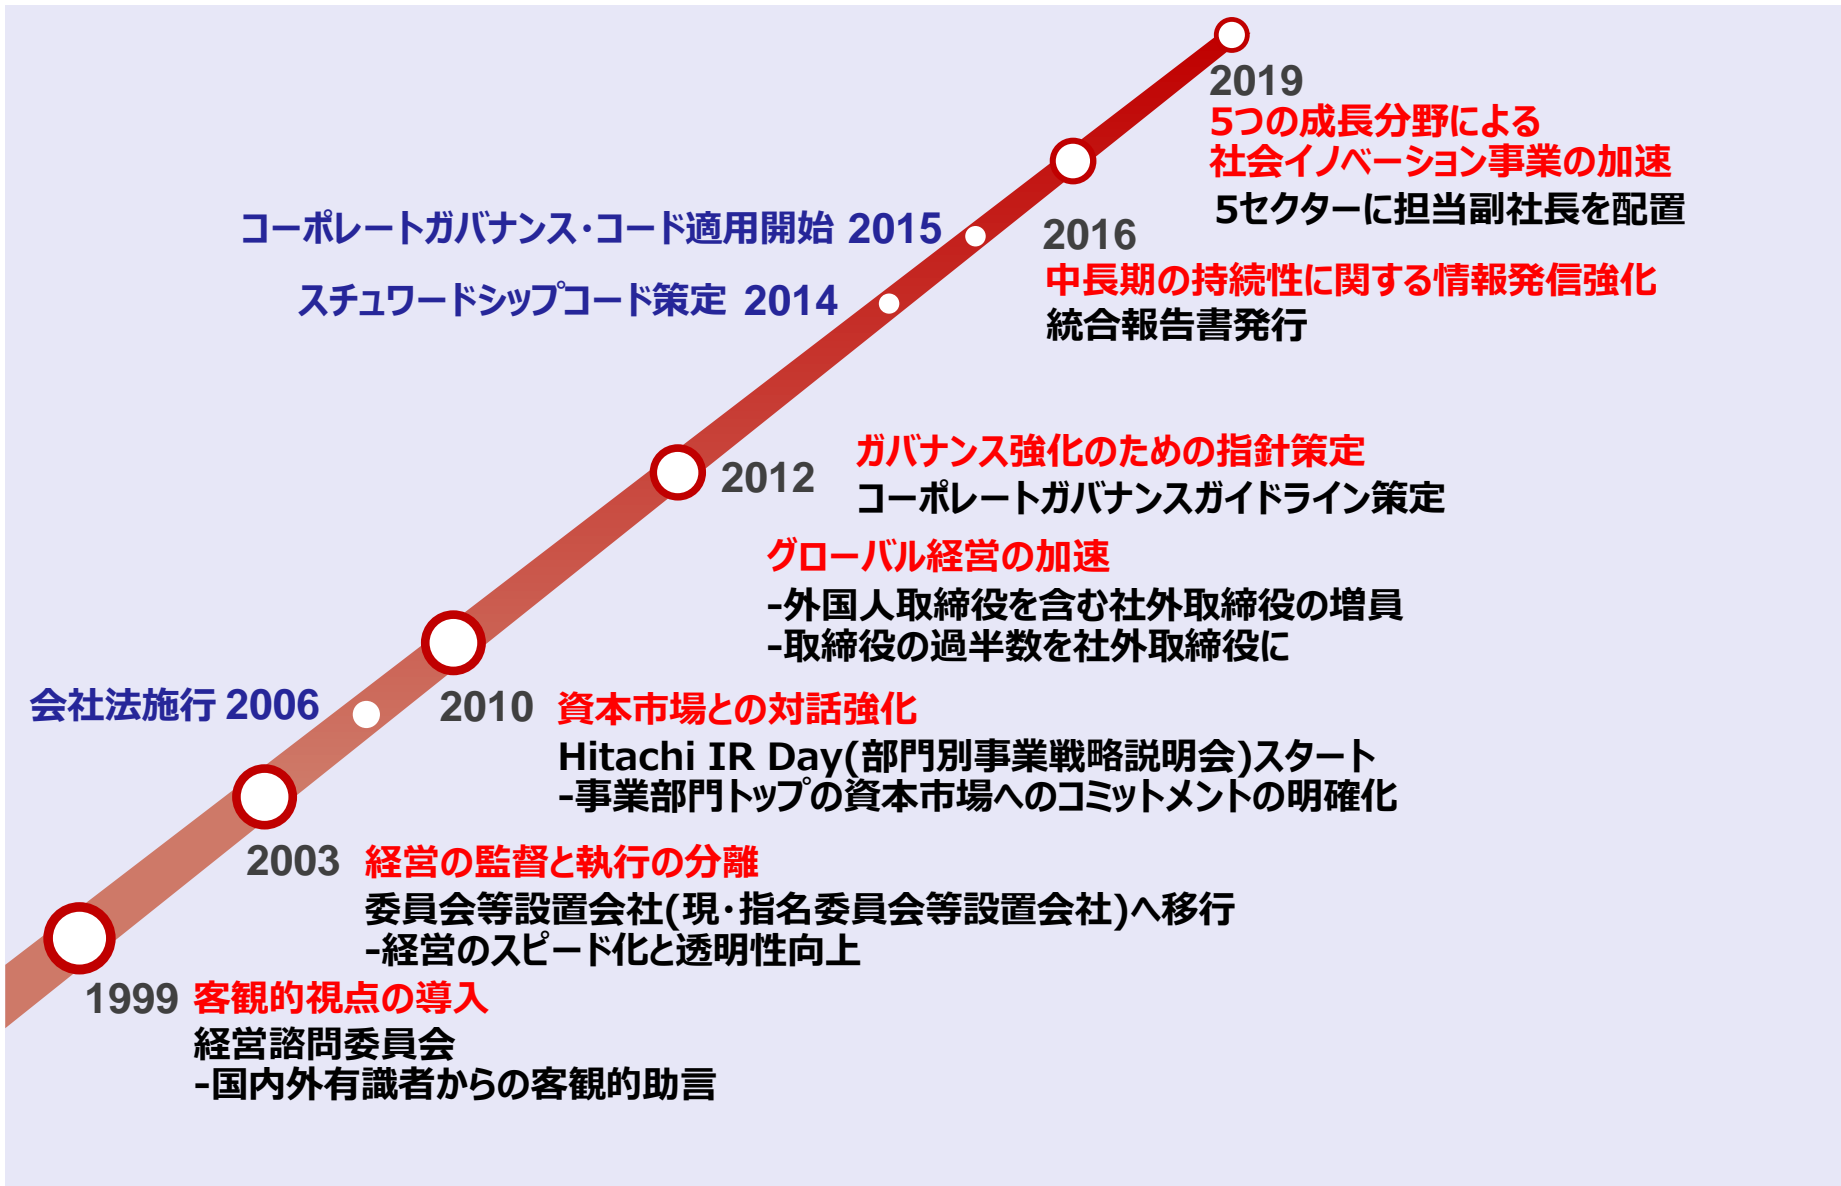 2019
5つの成長分野による
社会イノベーション事業の加速
5セクターに担当副社長を配置
コーポレートガバナンス・コード適用開始 2015
2016
中長期の持続性に関する情報発信強化
統合報告書発行
スチュワードシップコード策定 2014
2012
ガバナンス強化のための指針策定
コーポレートガバナンスガイドライン策定
グローバル経営の加速
-外国人取締役を含む社外取締役の増員
-取締役の過半数を社外取締役に
会社法施行 2006
2010 資本市場との対話強化
Hitachi IR Day(部門別事業戦略説明会)スタート
-事業部門トップの資本市場へのコミットメントの明確化
2003 経営の監督と執行の分離
委員会等設置会社(現・指名委員会等設置会社)へ移行
-経営のスピード化と透明性向上
1999 客観的視点の導入
経営諮問委員会
-国内外有識者からの客観的助言